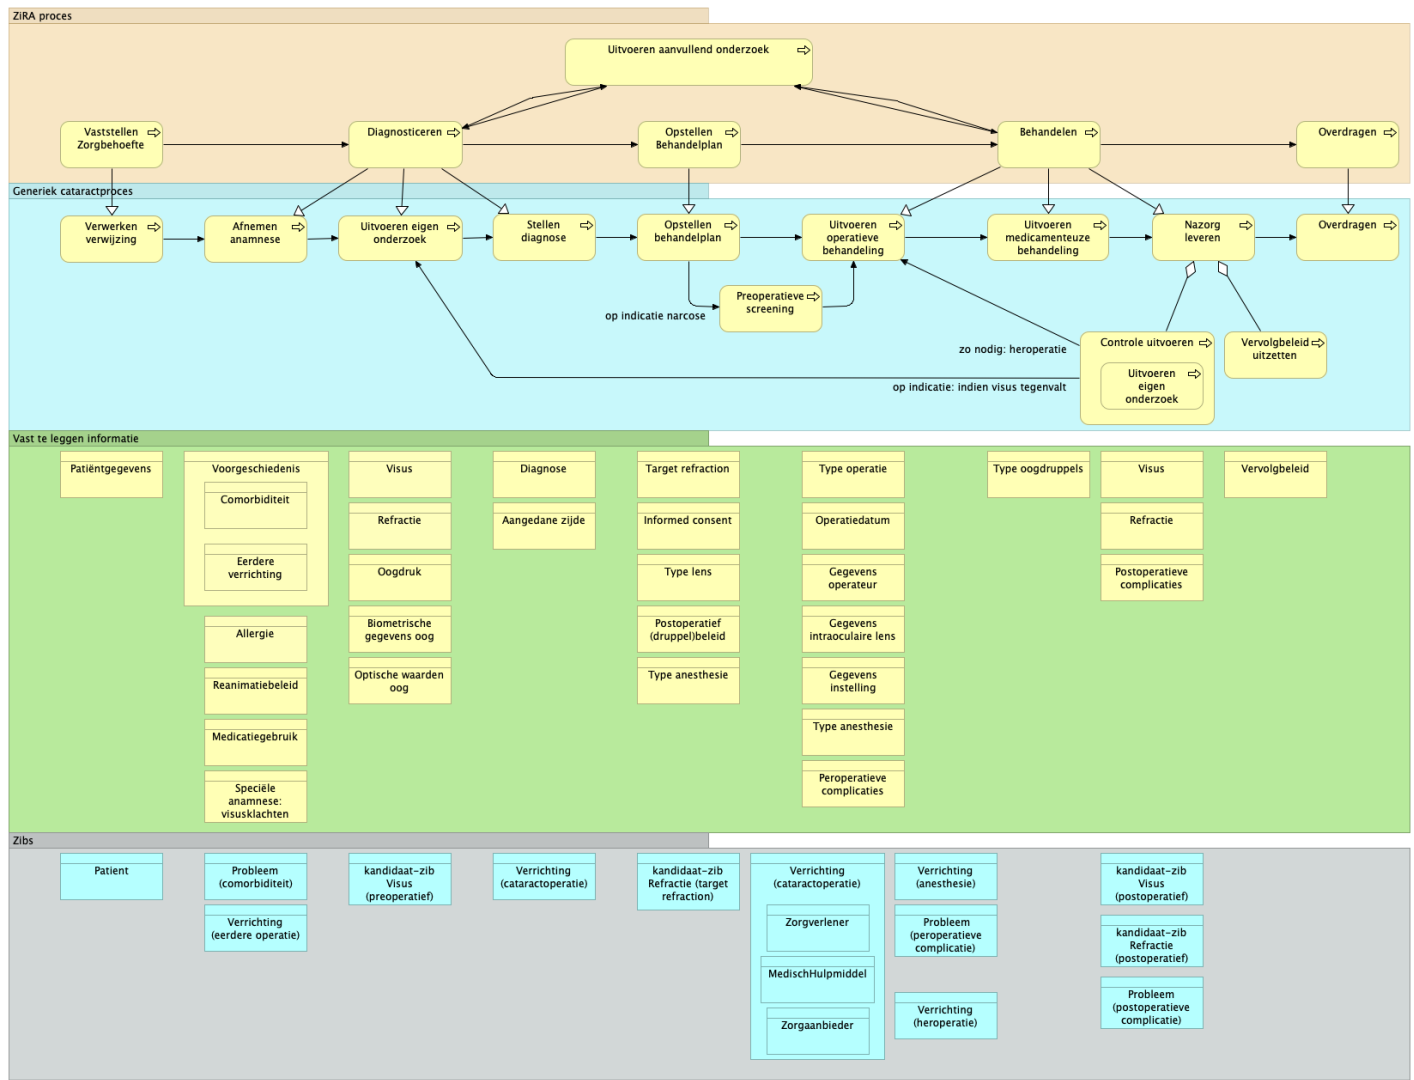 ZiRA proces
Uitvoeren aanvullend onderzoek
Vaststellen
Zorgbehoefte
Diagnosticeren
Opstellen
Behandelplan
Behandelen
Overdragen
Generiek cataractproces
Verwerken
verwijzing
Afnemen
anamnese
Uitvoeren eigen
onderzoek
Stellen
diagnose
Opstellen
behandelplan
Uitvoeren
operatieve
behandeling
Uitvoeren
medicamenteuze
behandeling
Nazorg
leveren
Overdragen
Preoperatieve
screening
op indicatie narcose
zo nodig: heroperatie
Controle uitvoeren
Vervolgbeleid
uitzetten
Uitvoeren
eigen
onderzoek
op indicatie: indien visus tegenvalt
Vast te leggen informatie
Patiëntgegevens
Voorgeschiedenis
Comorbiditeit
Eerdere
verrichting
Allergie
Reanimatiebeleid
Medicatiegebruik
Speciële
anamnese:
visusklachten
Visus
Refractie
Oogdruk
Biometrische
gegevens oog
Optische waarden
oog
Diagnose
Aangedane zijde
Target refraction
Informed consent
Type lens
Postoperatief
(druppel)beleid
Type anesthesie
Type operatie
Operatiedatum
Gegevens
operateur
Gegevens
intraoculaire lens
Gegevens
instelling
Type anesthesie
Peroperatieve
complicaties
Type oogdruppels
Visus
Refractie
Postoperatieve
complicaties
Vervolgbeleid
Zibs
Patient
Probleem
(comorbiditeit)
Verrichting
(eerdere operatie)
kandidaat-zib
Visus
(preoperatief)
Verrichting
(cataractoperatie)
kandidaat-zib
Refractie (target
refraction)
Verrichting
(cataractoperatie)
Zorgverlener
MedischHulpmiddel
Zorgaanbieder
Verrichting
(anesthesie)
Probleem
(peroperatieve
complicatie)
Verrichting
(heroperatie)
kandidaat-zib
Visus
(postoperatief)
kandidaat-zib
Refractie
(postoperatief)
Probleem
(postoperatieve
complicatie)